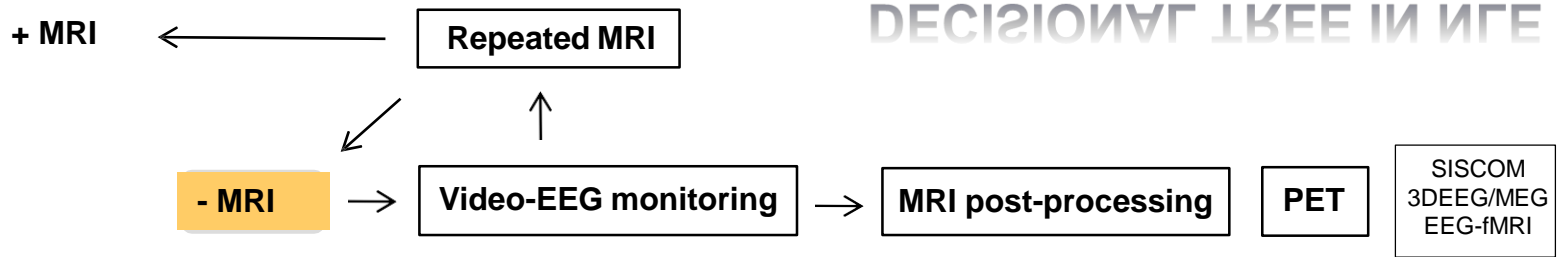 DECISIONAL TREE IN NLE
+ MRI
Repeated MRI
- MRI
Video-EEG monitoring
MRI post-processing
PET
SISCOM
3DEEG/MEG
EEG-fMRI